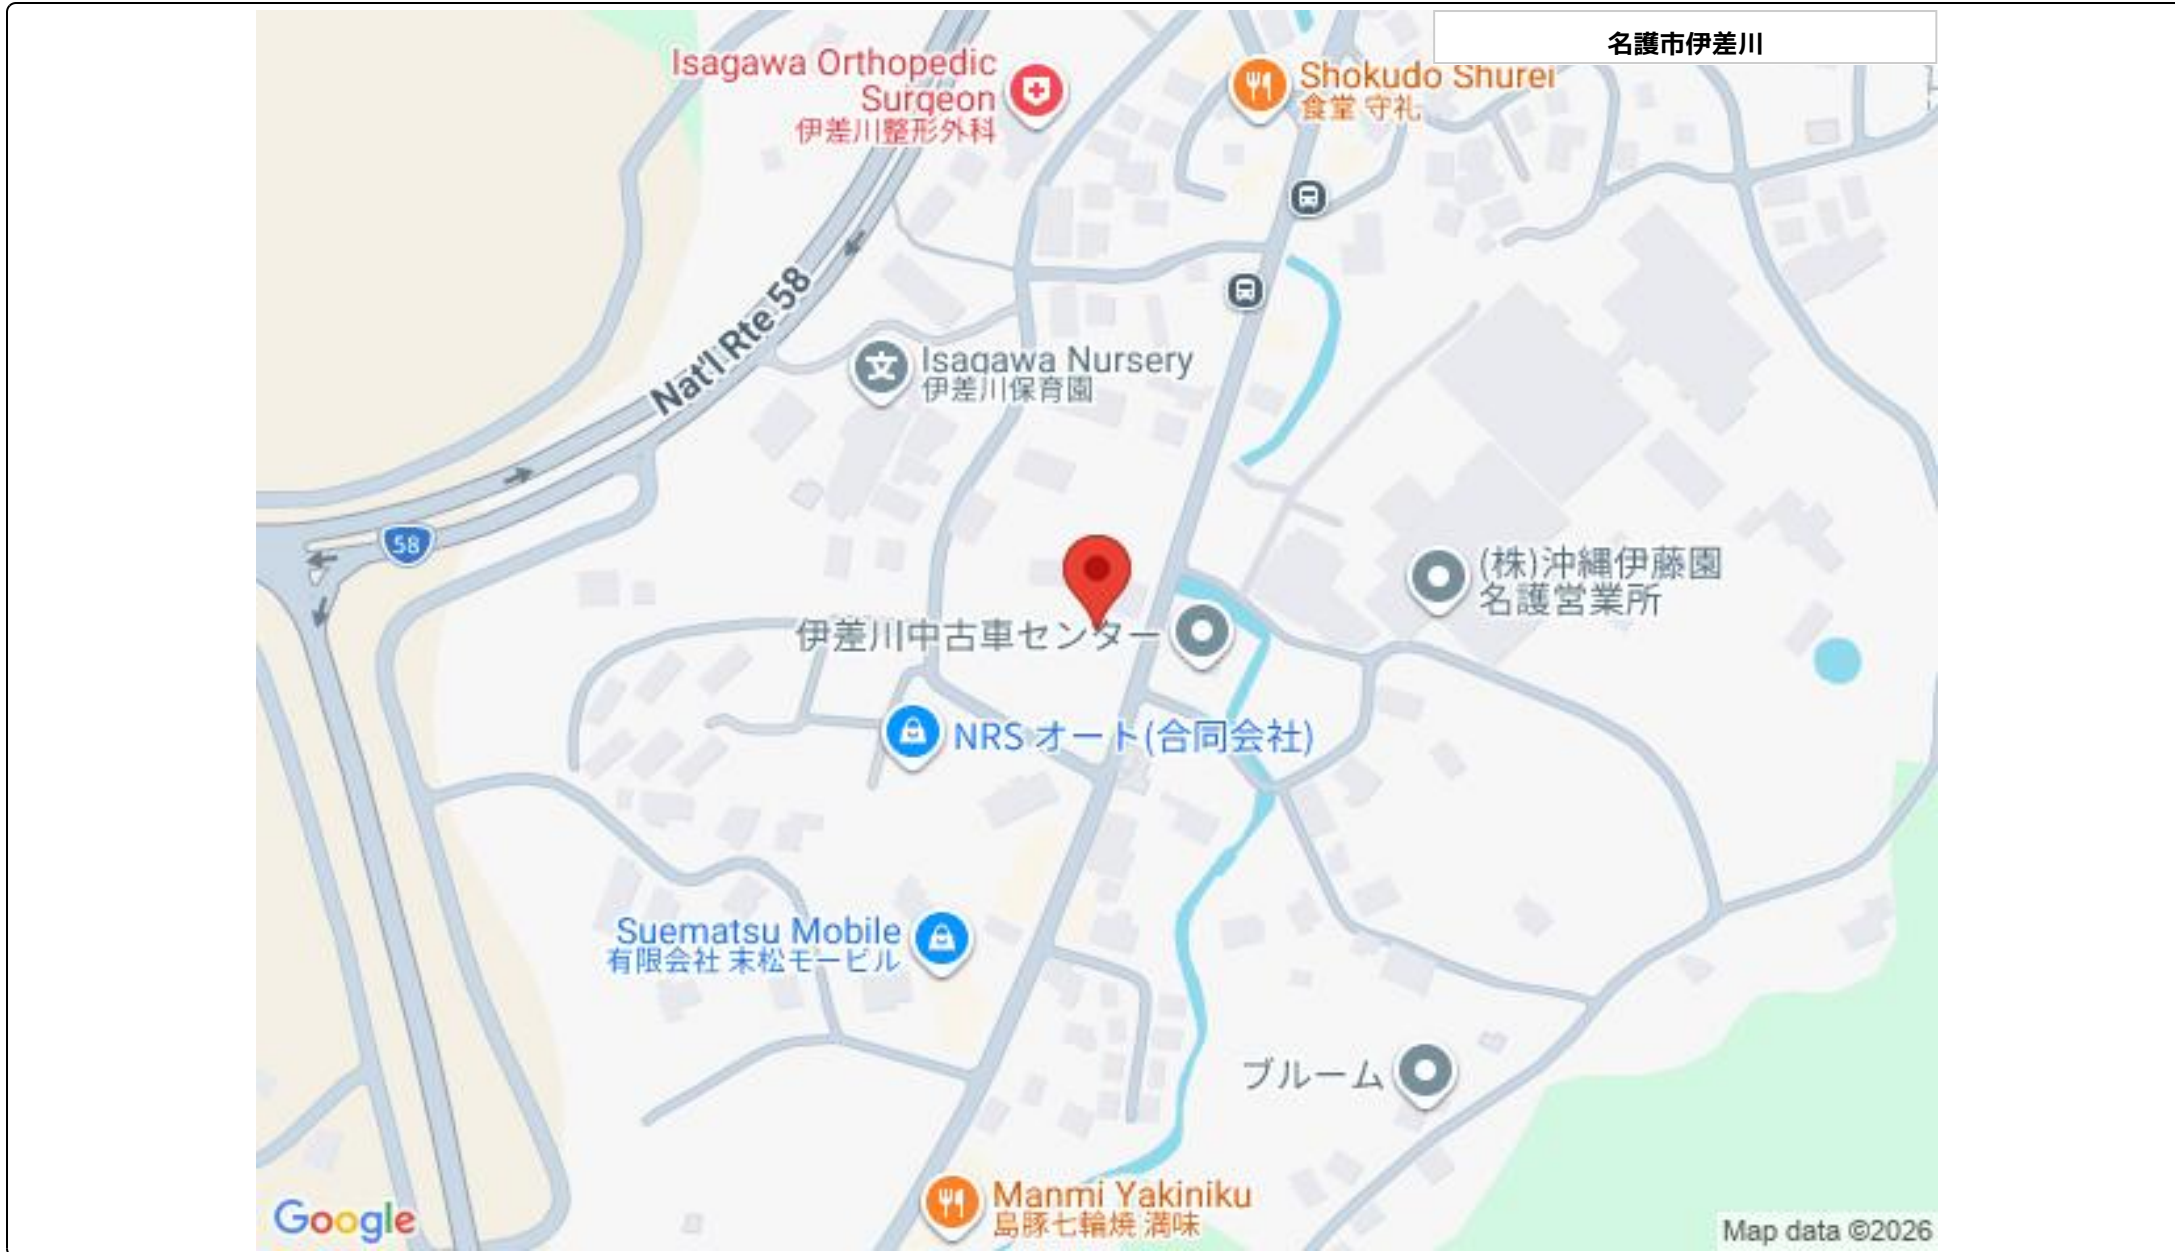 名護市伊差川
Isagawa Orthopedic
Surgeon
伊差川整形外科
Shokudo Shurei
食堂 守礼
Nat'l Rte 58
Isagawa Nursery
伊差川保育園
58
(株)沖縄伊藤園
名護営業所
伊差川中古車センター
NRS オート(合同会社)
Suematsu Mobile
有限会社 末松モービル
ブルーム
Manmi Yakiniku
島豚七輪焼 満味
Google
Map data ©2026